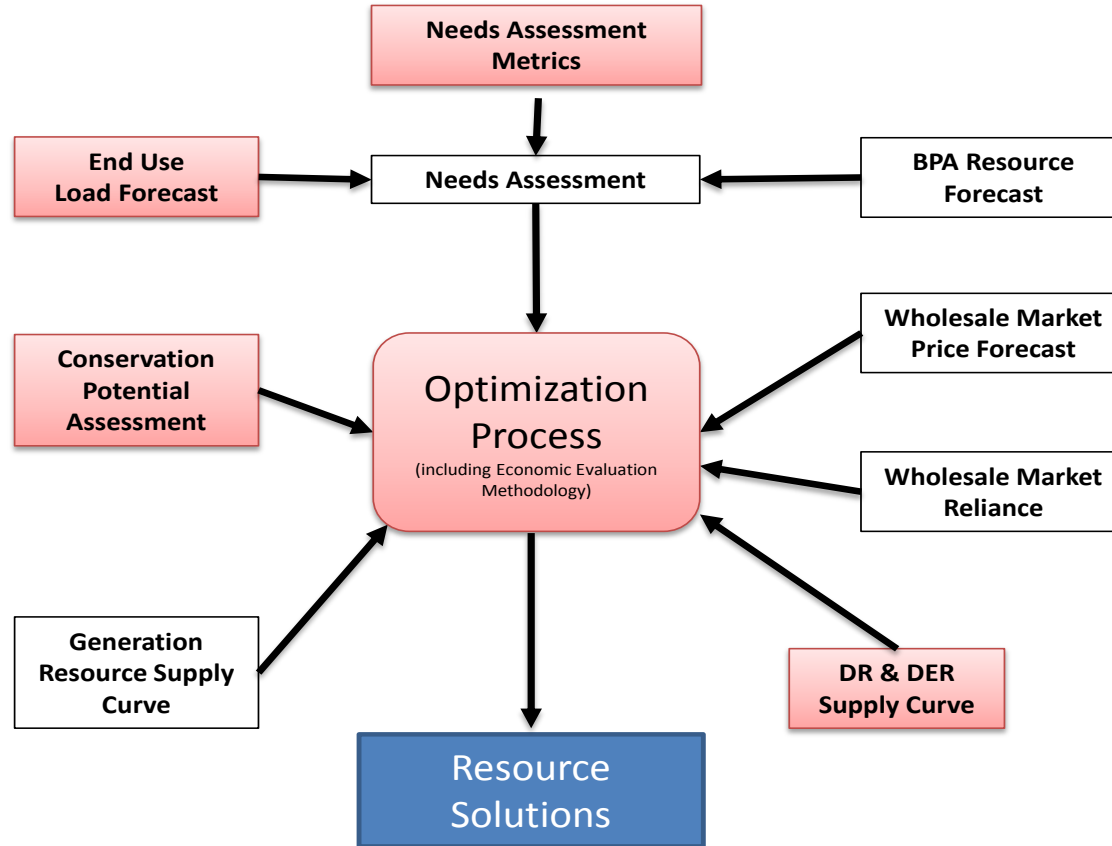 Needs Assessment
Metrics
End Use
Load Forecast
Needs Assessment
BPA Resource
Forecast
Conservation
Potential
Assessment
Optimization
Process
(including Economic Evaluation
Methodology)
Wholesale Market
Price Forecast
Wholesale Market
Reliance
Generation
Resource Supply
Curve
DR & DER
Supply Curve
Resource
Solutions